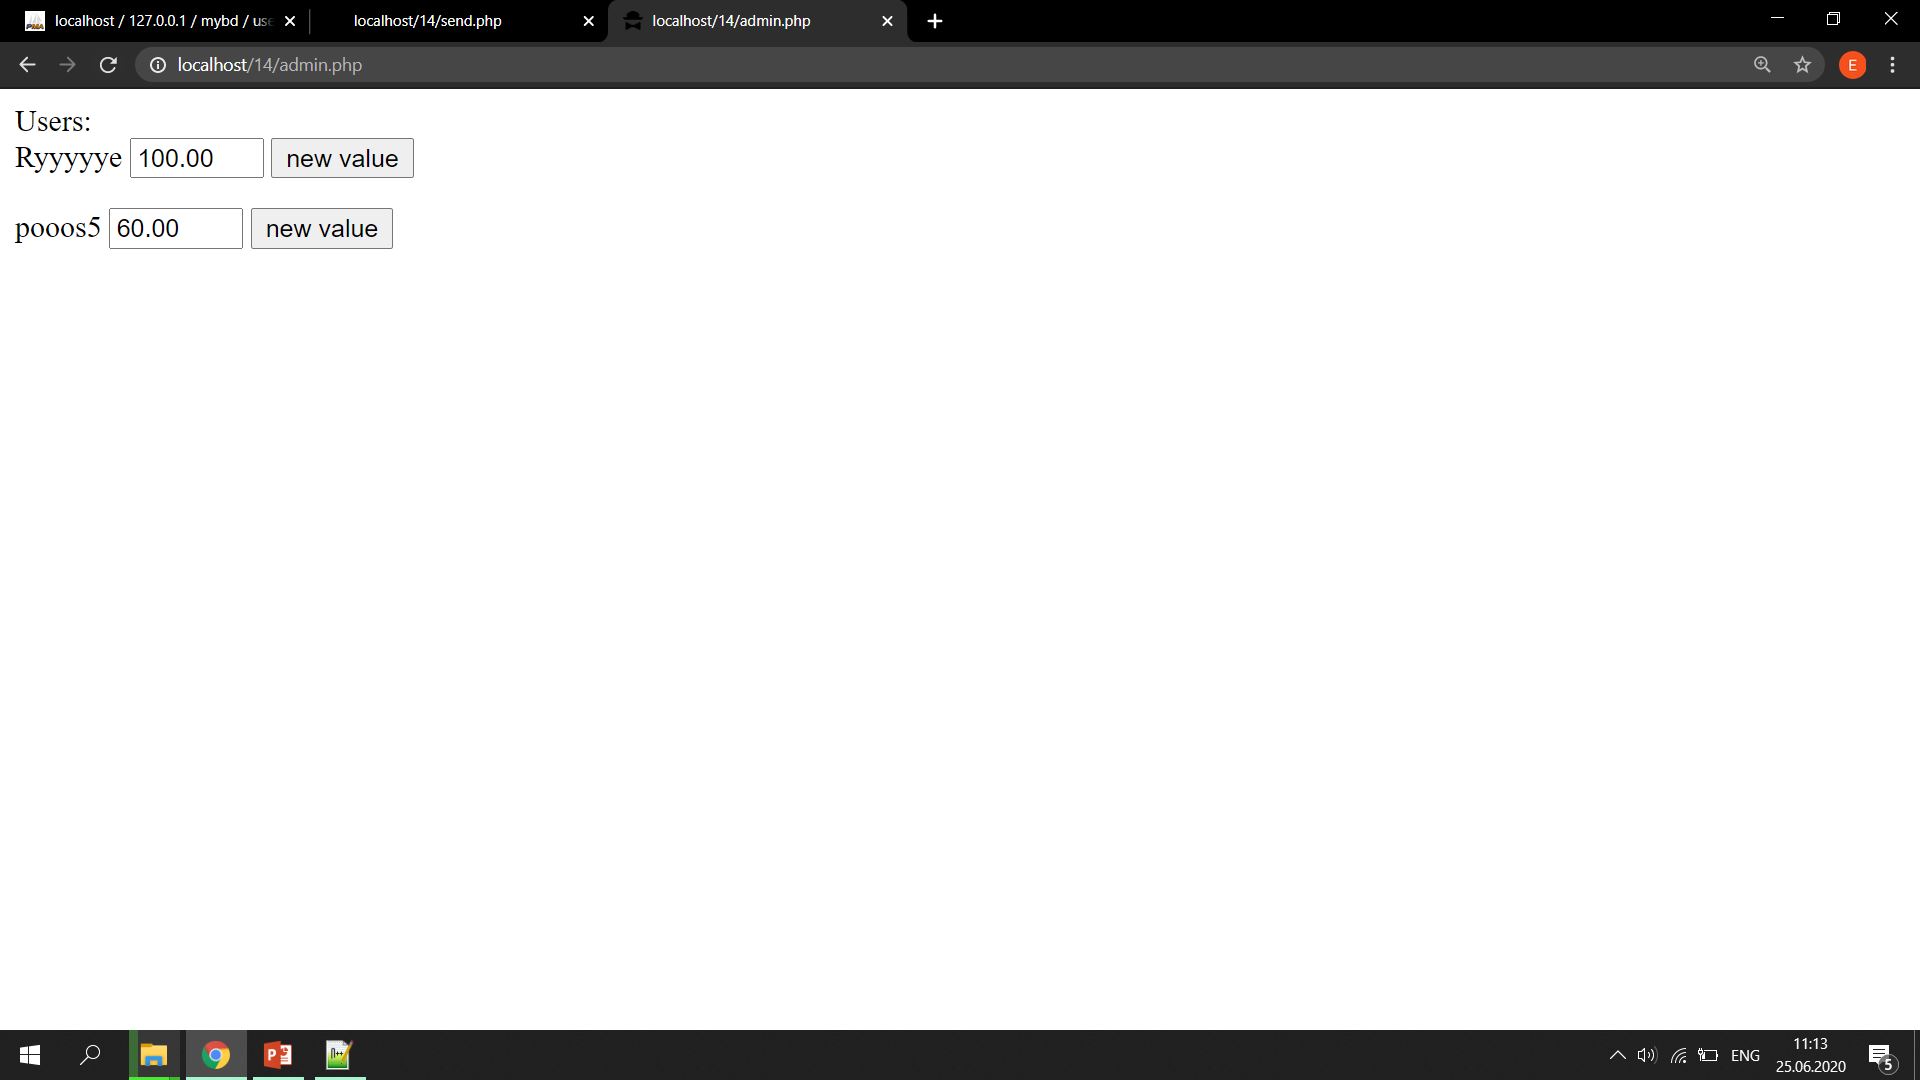 localhost / 127.0.0.1 / mybd / use
localhost/14/send.php
localhost/14/admin.php
localhost/14/admin.php
E
Users:
Ryyyyye 100.00 new value
pooos5 60.00 new value
ENG
11:13
25.06.2020
5